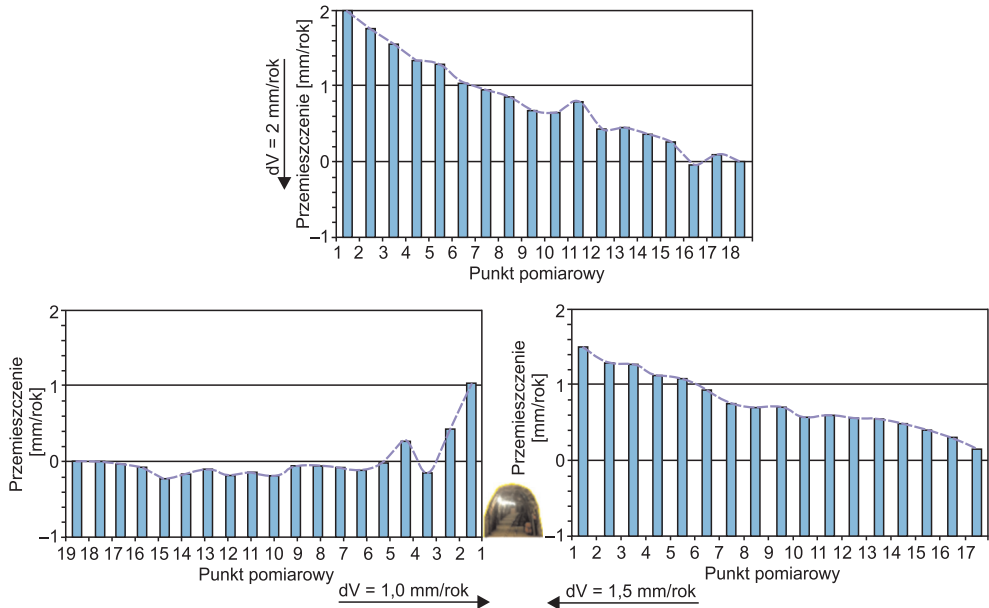 2
1
0
–1
Przemieszczenie [mm/rok]
dV = 2 mm/rok
1 2 3 4 5 6 7 8 9 10 11 12 13 14 15 16 17 18
Punkt pomiarowy
2
1
0
–1
Przemieszczenie
[mm/rok]
19 18 17 16 15 14 13 12 11 10 9 8 7 6 5 4 3 2 1
Punkt pomiarowy
dV = 1,0 mm/rok
2
1
0
–1
Przemieszczenie
[mm/rok]
1 2 3 4 5 6 7 8 9 10 11 12 13 14 15 16 17
Punkt pomiarowy
dV = 1,5 mm/rok